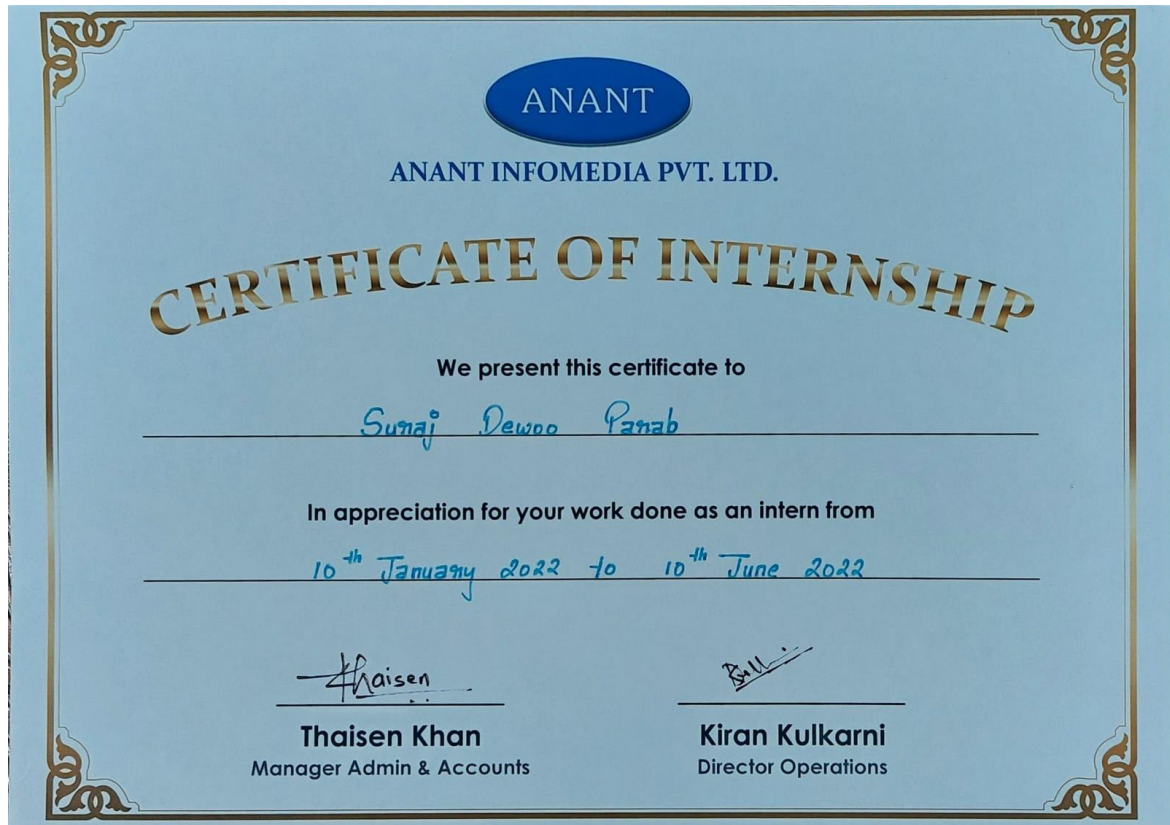 ANANT
ANANT INFOMEDIA PVT. LTD.
CERTIFICATE OF INTERNSHIP
We present this certificate to
Suraj Dewoo Parab
In appreciation for your work done as an intern from
10th January 2022 to 10th June 2022
Thaisen
Thaisen Khan Kiran Kulkarni
Manager Admin & Accounts Director Operations